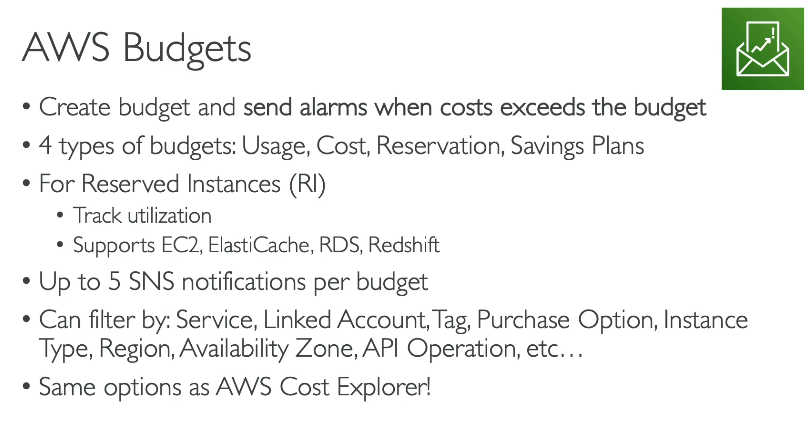 AWS Budgets
• Create budget and send alarms when costs exceeds the budget
• 4 types of budgets: Usage, Cost, Reservation, Savings Plans
• For Reserved Instances (RI)
• Track utilization
• Supports EC2, ElastiCache, RDS, Redshift
• Up to 5 SNS notifications per budget
• Can filter by: Service, Linked Account, Tag, Purchase Option, Instance
Type, Region, Availability Zone, API Operation, etc…
• Same options as AWS Cost Explorer!